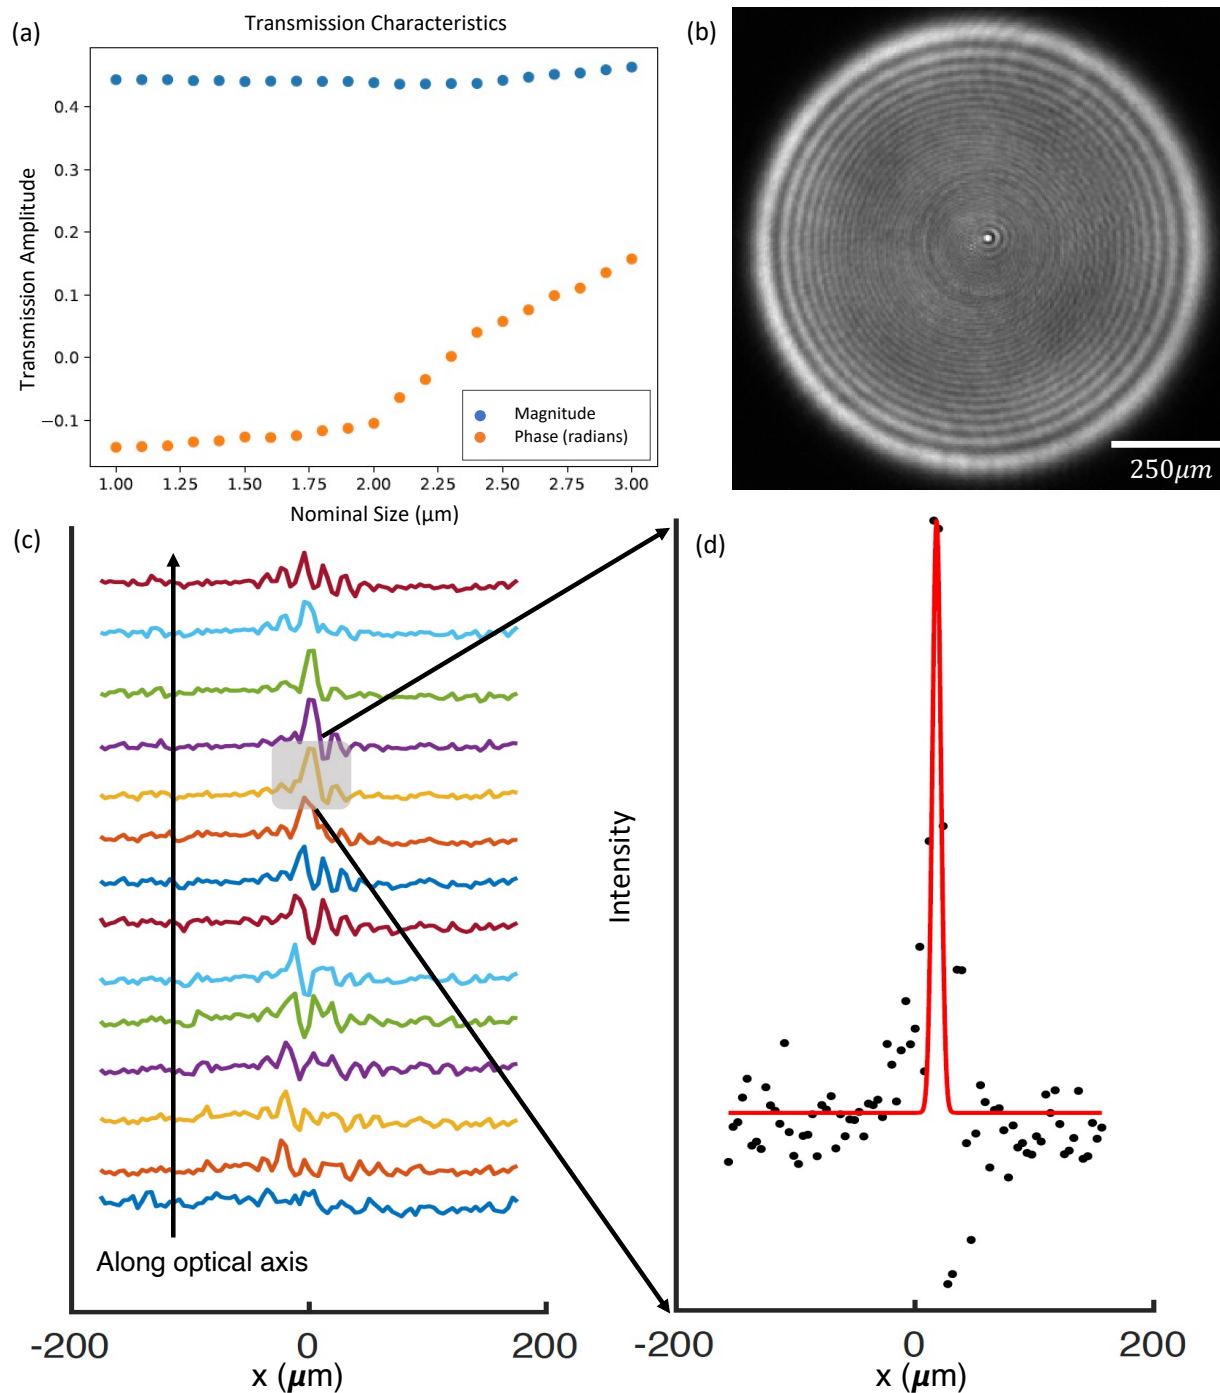 (a)
Transmission Characteristics
Transmission Amplitude
0.4
0.3
0.2
0.1
0.0
−0.1
Magnitude
Phase (radians)
1.00 1.25 1.50 1.75 2.00 2.25 2.50 2.75 3.00
Nominal Size (μm)
(b)
250μm
(c)
Along optical axis
-200 0 200
x (μm)
(d)
Intensity
-200 0 200
x (μm)